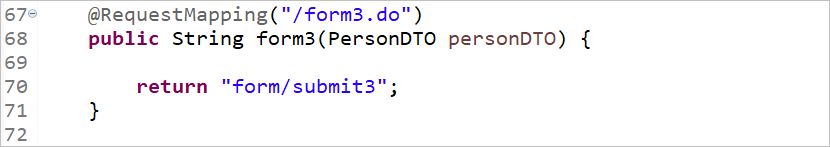 67 @RequestMapping("/form3.do")
68 public String form3(PersonDTO personDTO) {
69
70 return "form/submit3";
71 }
72